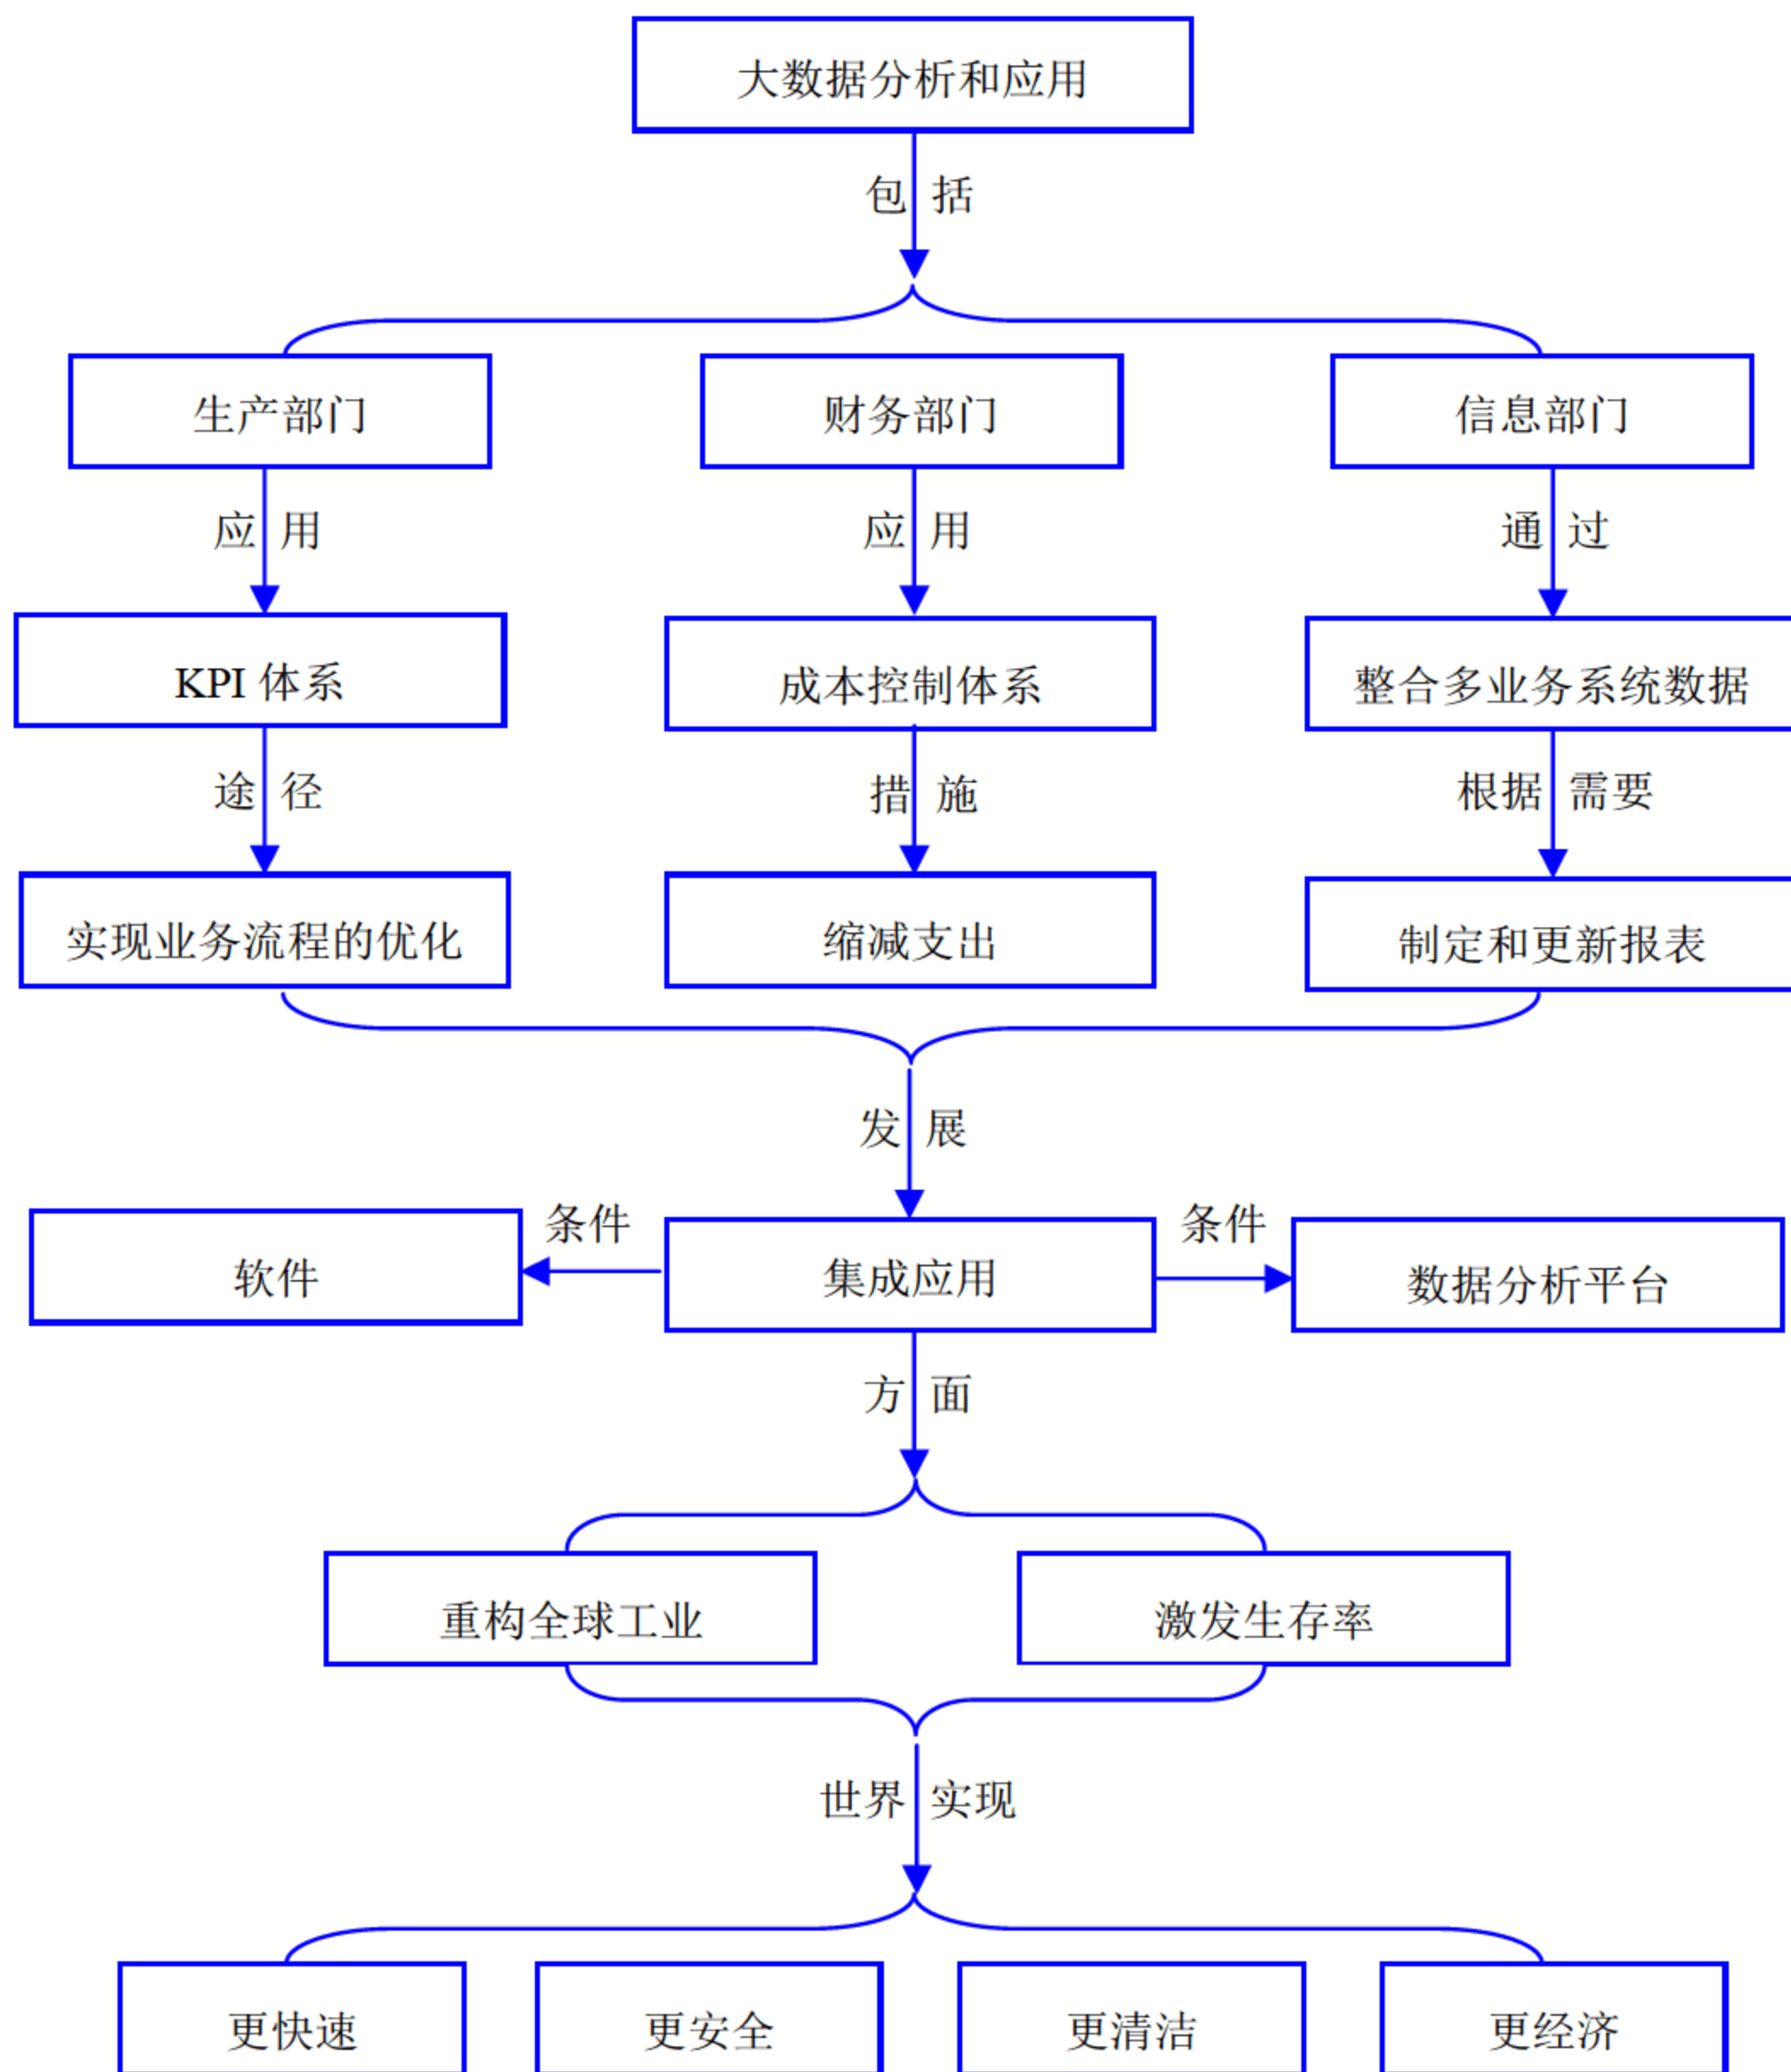 大数据分析和应用
包括
生产部门 财务部门 信息部门
应用 应用 通过
KPI 体系 成本控制体系 整合多业务系统数据
途径 措施 根据需要
实现业务流程的优化 缩减支出 制定和更新报表
发展
条件 条件
软件 集成应用 数据分析平台
方面
重构全球工业 激发生存率
世界实现
更快速 更安全 更清洁 更经济